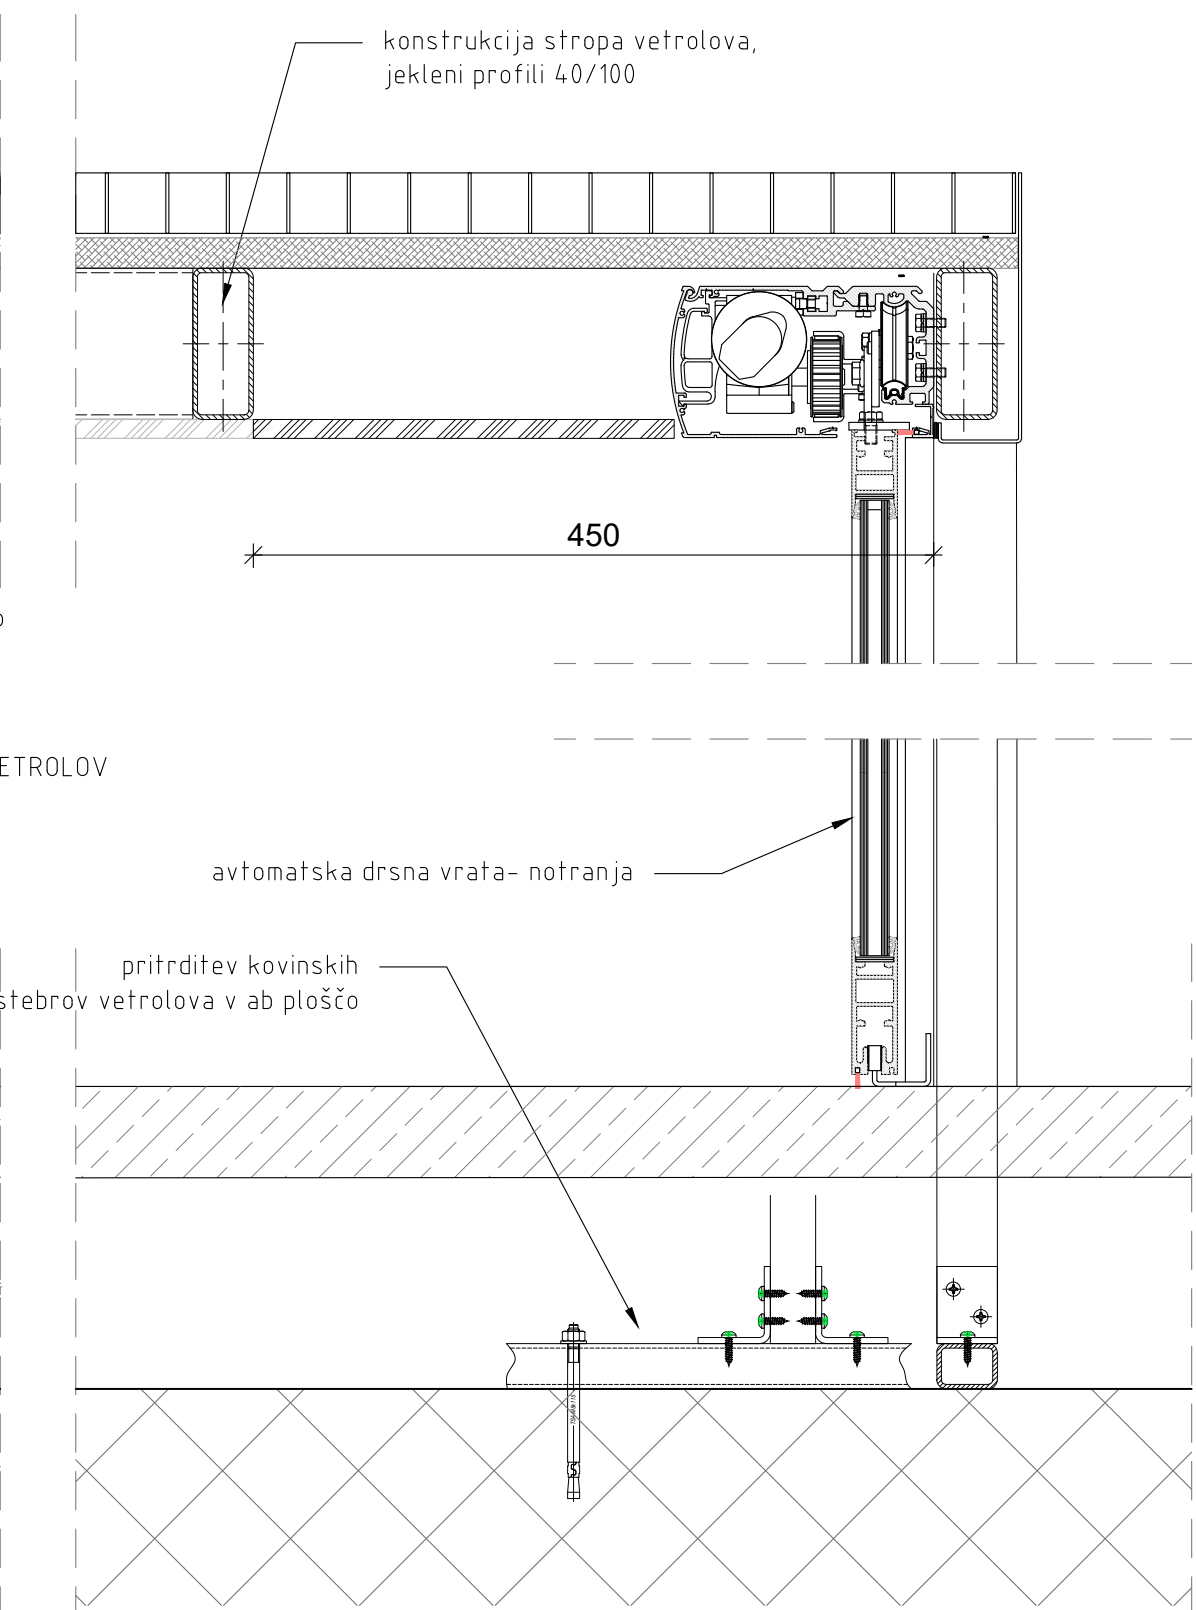 konstrukcija stropa vetrolova,
jekleni profili 40/100
450
ETROLOV
avtomatska drsna vrata- notranja
pritrditev kovinskih
stebrov vetrolova v ab ploščo